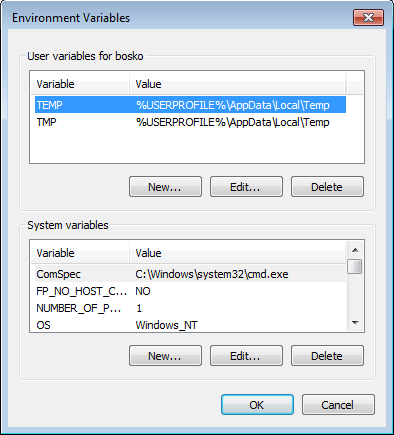 Environment Variables
User variables for bosko
Variable Value
TEMP %USERPROFILE%\AppData\Local\Temp
TMP %USERPROFILE%\AppData\Local\Temp
New... Edit... Delete
System variables
Variable Value
ComSpec C:\Windows\system32\cmd.exe
FP_NO_HOST_C... NO
NUMBER_OF_P... 1
OS Windows_NT
New... Edit... Delete
OK Cancel